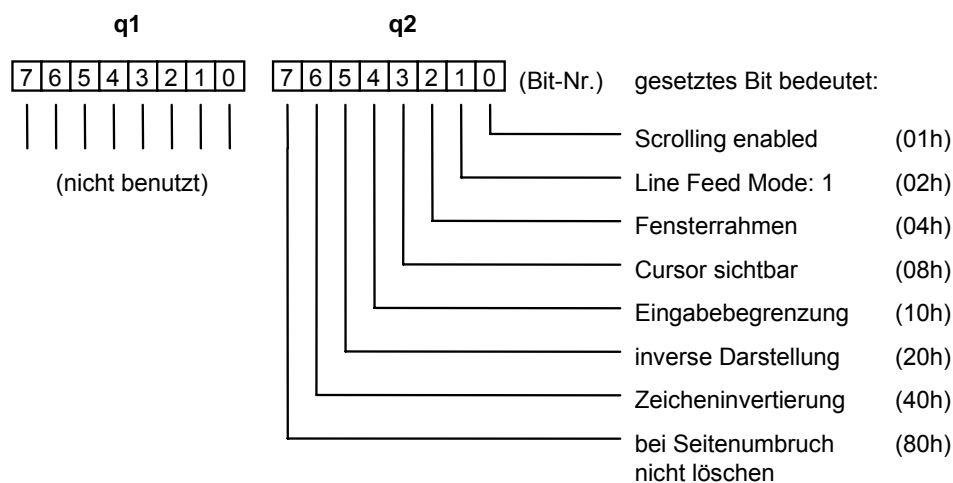 q1 q2
7 6 5 4 3 2 1 0 7 6 5 4 3 2 1 0 (Bit-Nr.) gesetztes Bit bedeutet:
Scrolling enabled (01h)
(nicht benutzt) Line Feed Mode: 1 (02h)
Fensterrahmen (04h)
Cursor sichtbar (08h)
Eingabebegrenzung (10h)
inverse Darstellung (20h)
Zeicheninvertierung (40h)
bei Seitenumbruch (80h)
nicht löschen